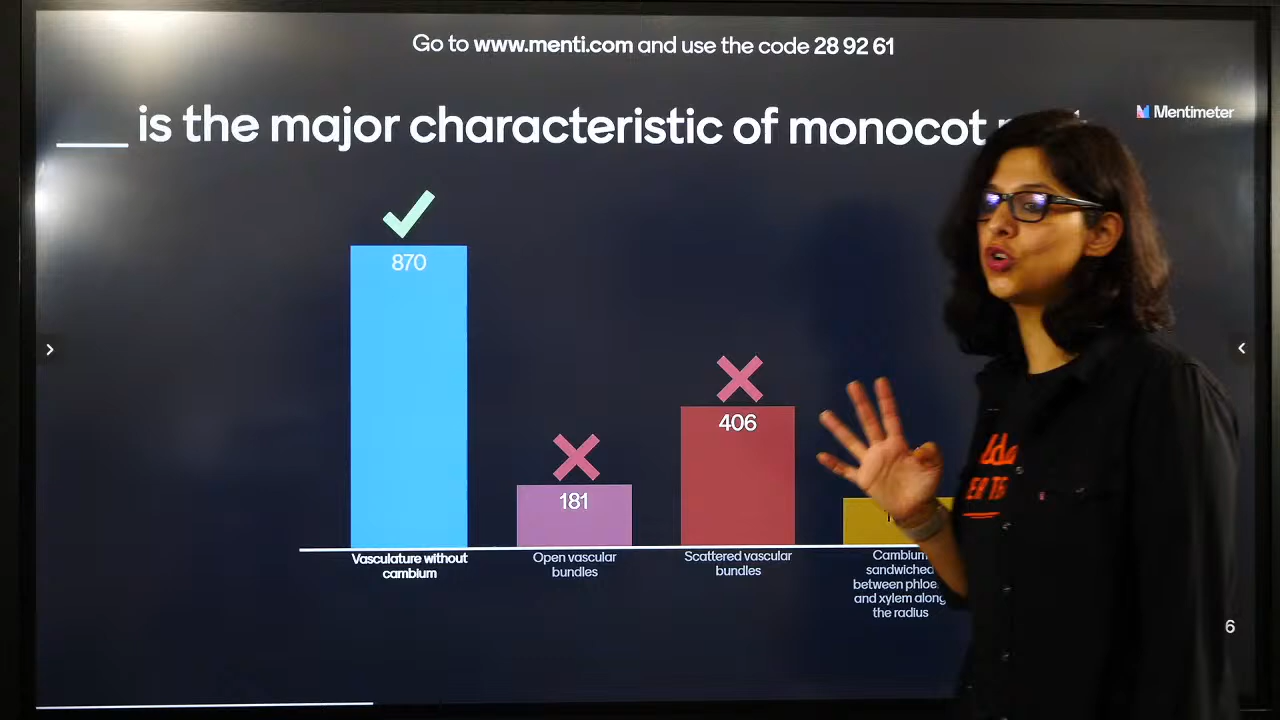 Go to www.menti.com and use the code 28 92 61
Mentimeter
___ is the major characteristic of monocot
870
181
406
Vasculature without
cambium
Open vascular
bundles
Scattered vascular
bundles
Cambium
sandwiched
between
and xylem along
the radius
6